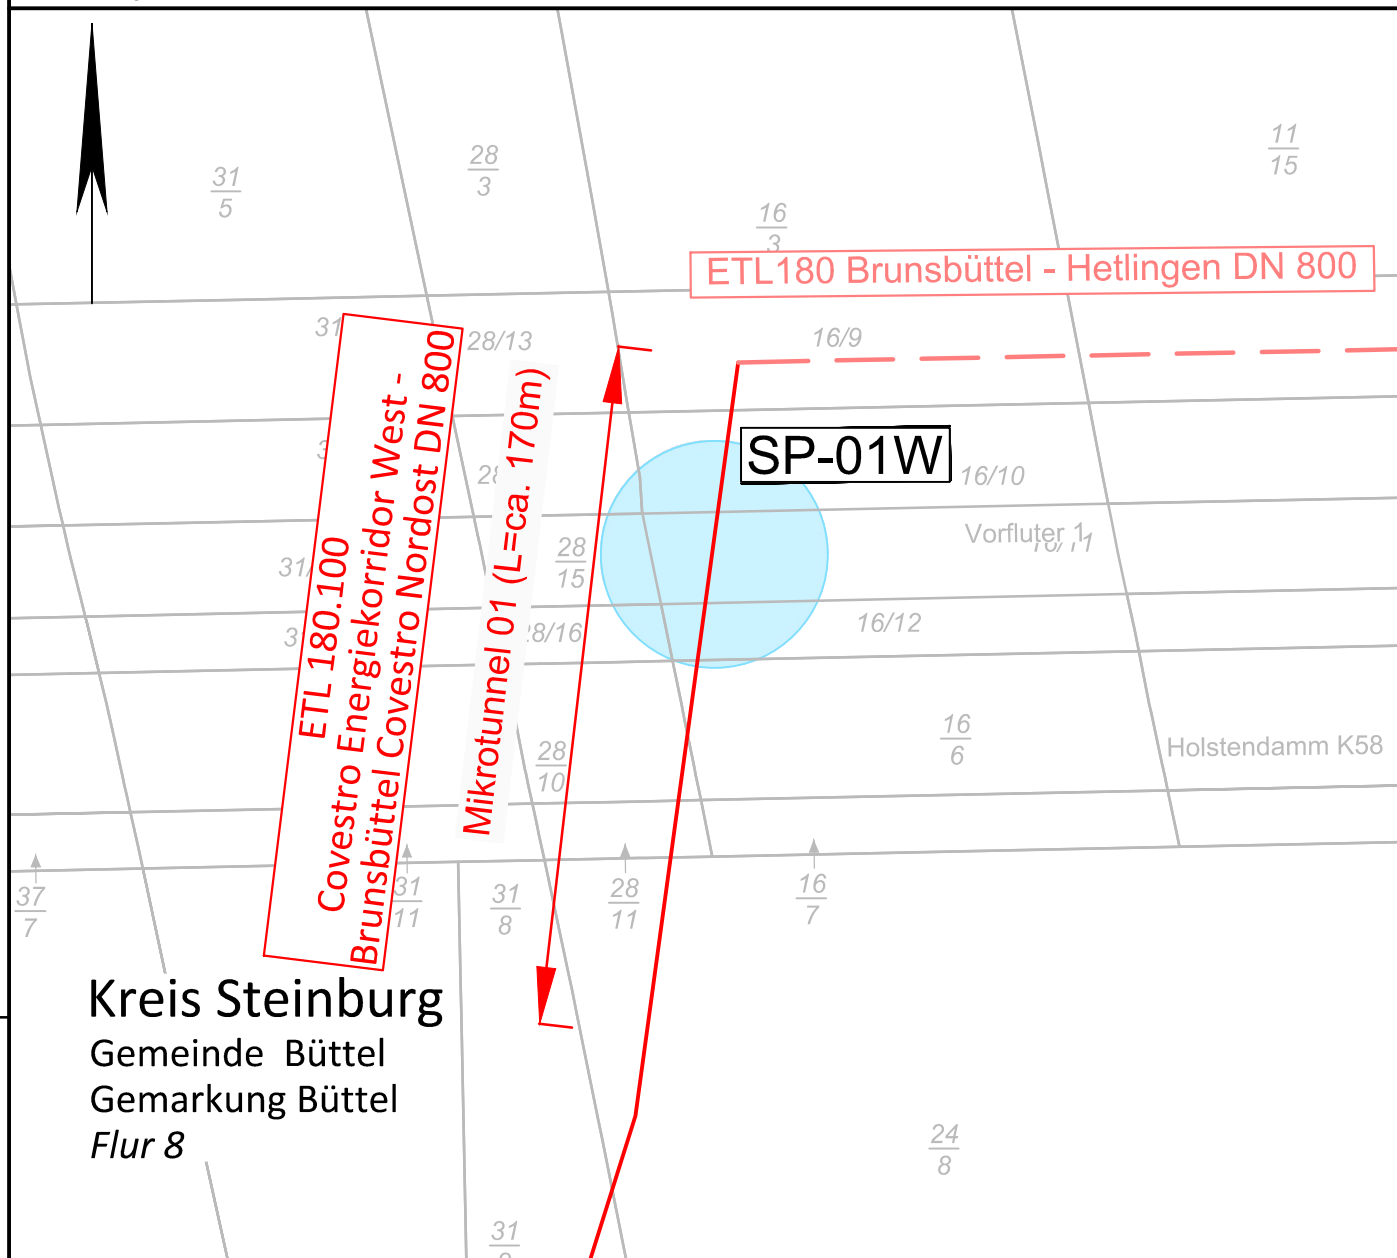 11
15
28
3
31
5
16
3
ETL180 Brunsbüttel - Hetlingen DN 800
28/13
16/9
SP-01W
16/10
Vorfluter 1
28
15
16/12
28/16
ETL 180.100
Covestro Energiekorridor West -
Brunsbüttel Covestro Nordost DN 800
Mikrotunnel 01 (L=ca. 170m)
28
10
16
6
Holstendamm K58
37
7
31
11
31
8
28
11
16
7
Kreis Steinburg
Gemeinde Büttel
Gemarkung Büttel
Flur 8
24
8
31